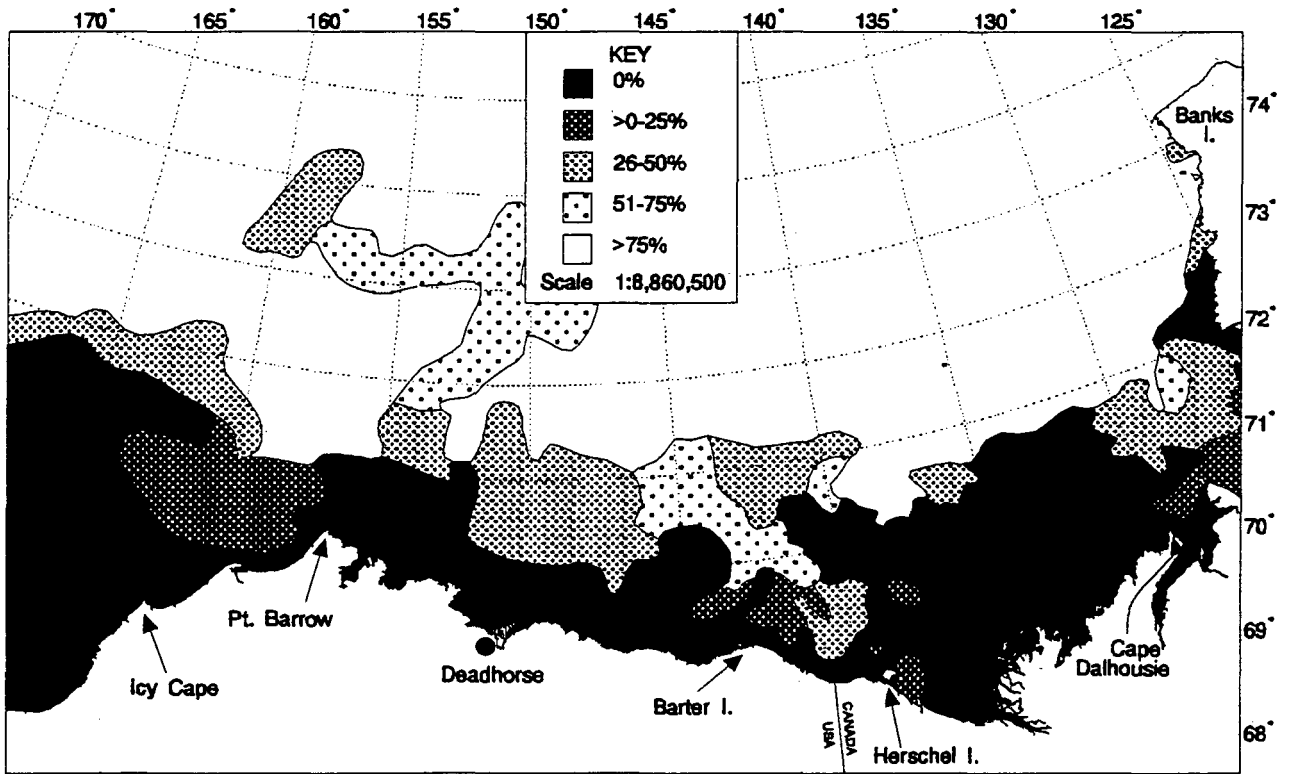 170° 165° 160° 155° 150° 145° 140° 135° 130° 125°
KEY
0%
>0-25%
26-50%
51-75%
>75%
Scale 1:8,860,500
Banks
I.
74°
73°
72°
71°
70°
69°
68°
Pt. Barrow
Icy Cape
Deadhorse
Barter I.
USA
CANADA
Herschel I.
Cape
Dalhousie